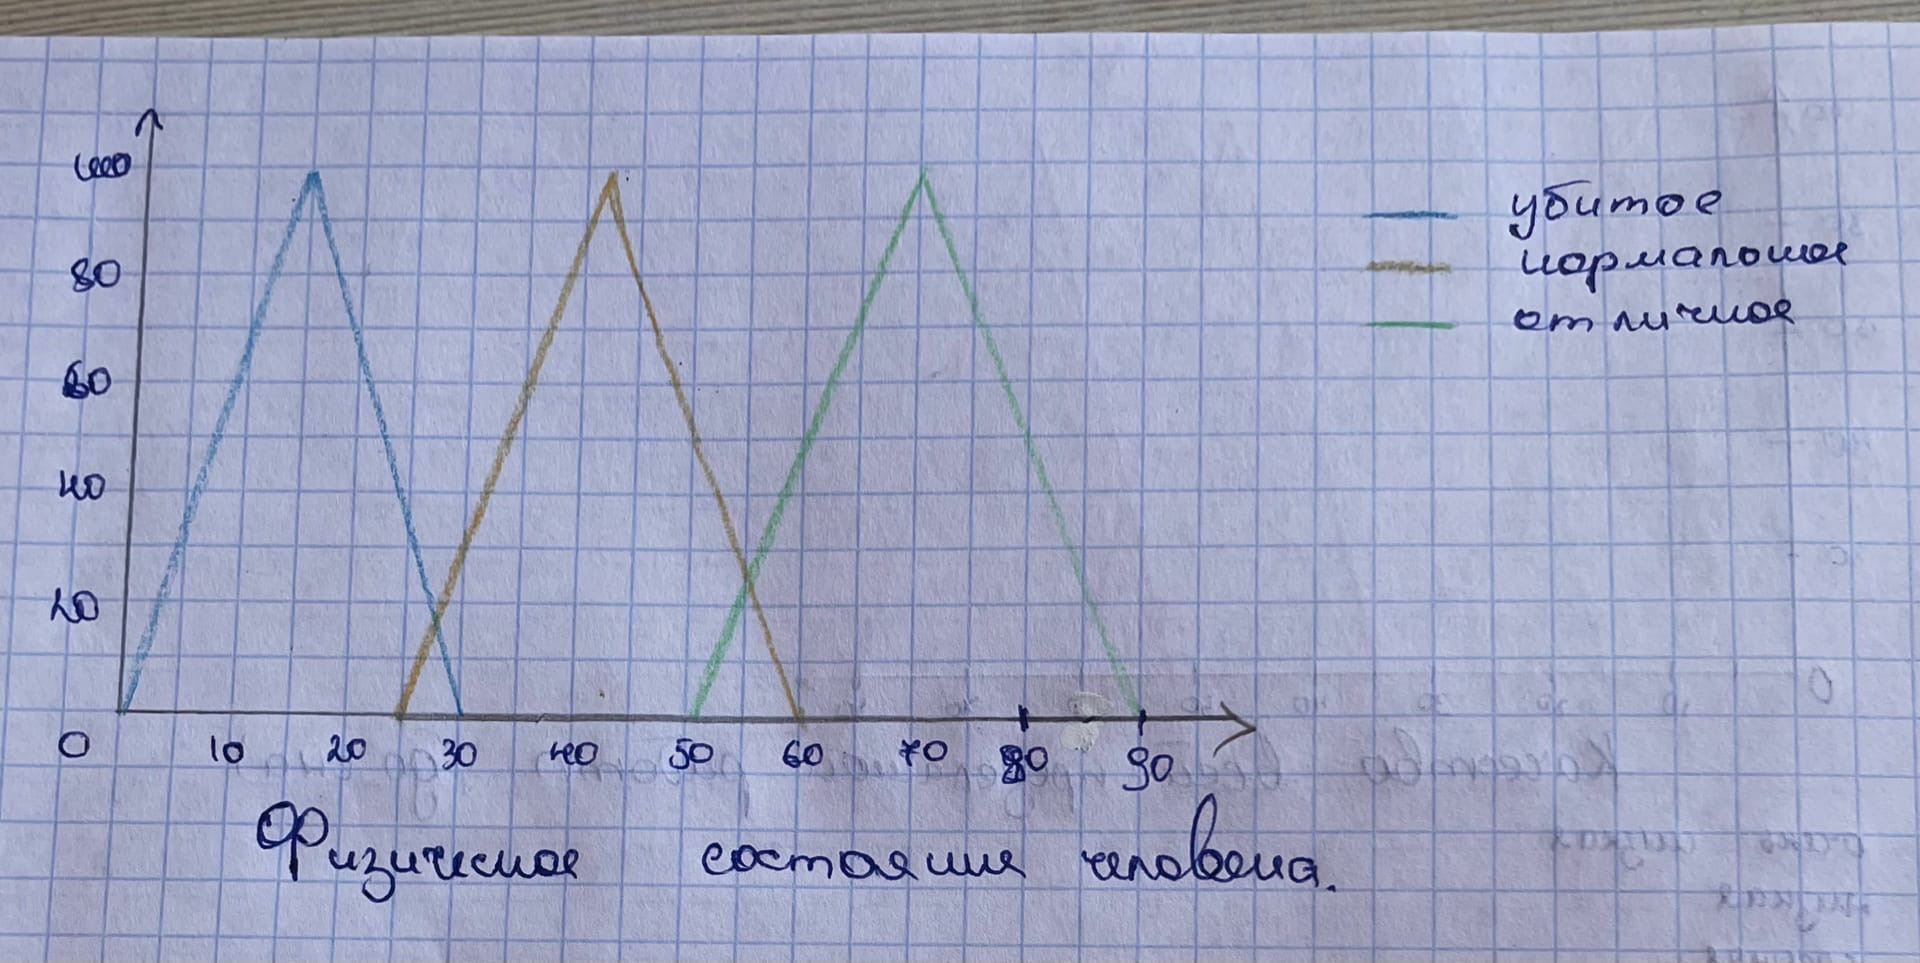 100
80
60
40
20
0 10 20 30 40 50 60 70 80 90
убитое
нормальное
отличное
Физическое состояние человека.